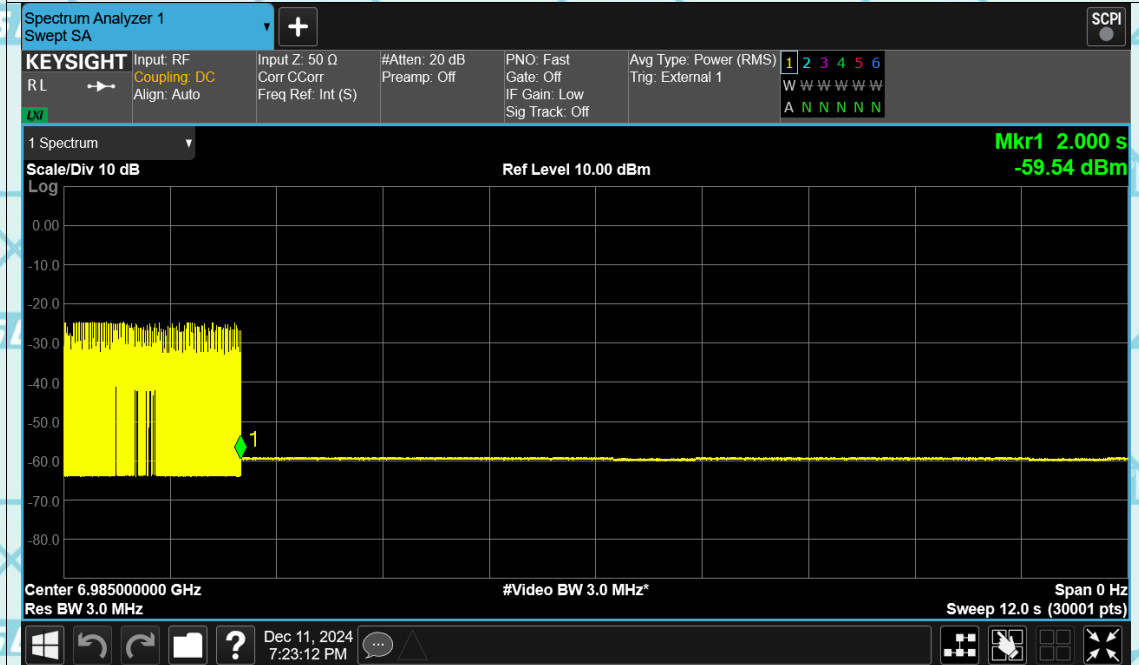 Spectrum Analyzer 1
Swept SA
+
SCPI
KEYSIGHT
R L
LXI
Input: RF
Coupling: DC
Align: Auto
Input Z: 50 Ω
Corr CCorr
Freq Ref: Int (S)
#Atten: 20 dB
Preamp: Off
PNO: Fast
Gate: Off
IF Gain: Low
Sig Track: Off
Avg Type: Power (RMS)
Trig: External 1
1 2 3 4 5 6
W W W W W W
A N N N N N
1 Spectrum
Mkr1 2.000 s
-59.54 dBm
Scale/Div 10 dB
Ref Level 10.00 dBm
Log
0.00
-10.0
-20.0
-30.0
-40.0
-50.0
1
-60.0
-70.0
-80.0
Center 6.985000000 GHz
#Video BW 3.0 MHz*
Span 0 Hz
Res BW 3.0 MHz
Sweep 12.0 s (30001 pts)
?
Dec 11, 2024
7:23:12 PM